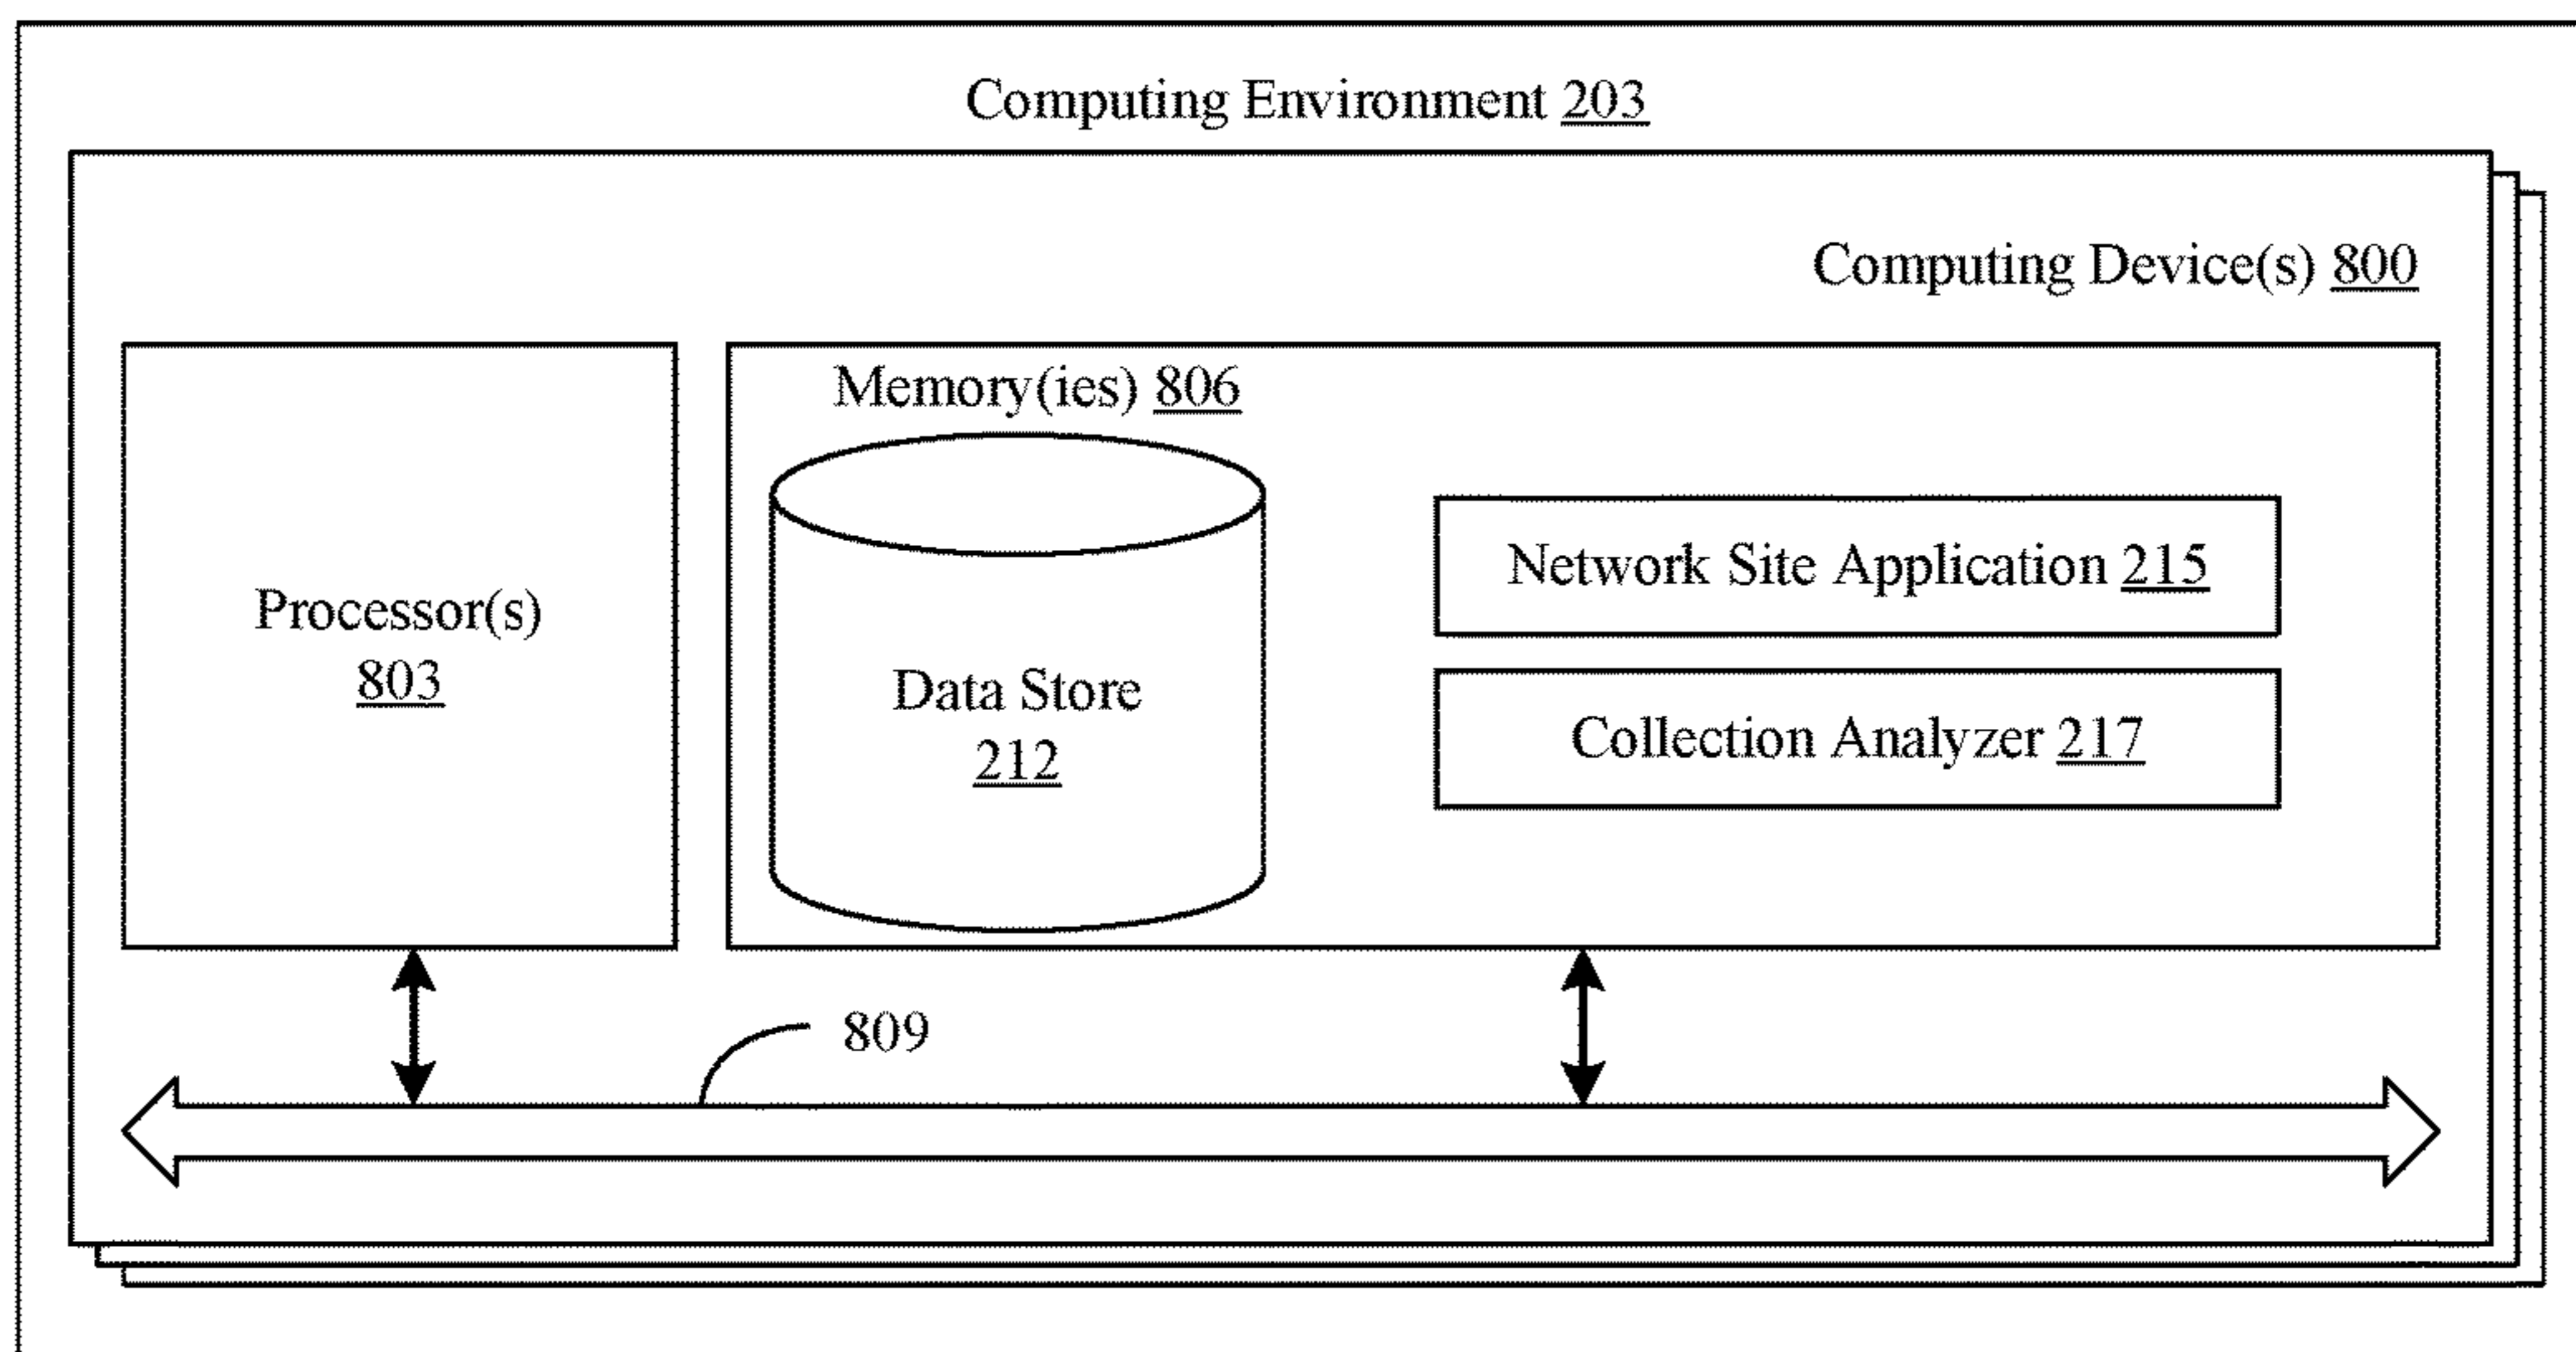 Computing Environment 203
Computing Device(s) 800
Memory(ies) 806
Processor(s)
803
Data Store
212
Network Site Application 215
Collection Analyzer 217
809